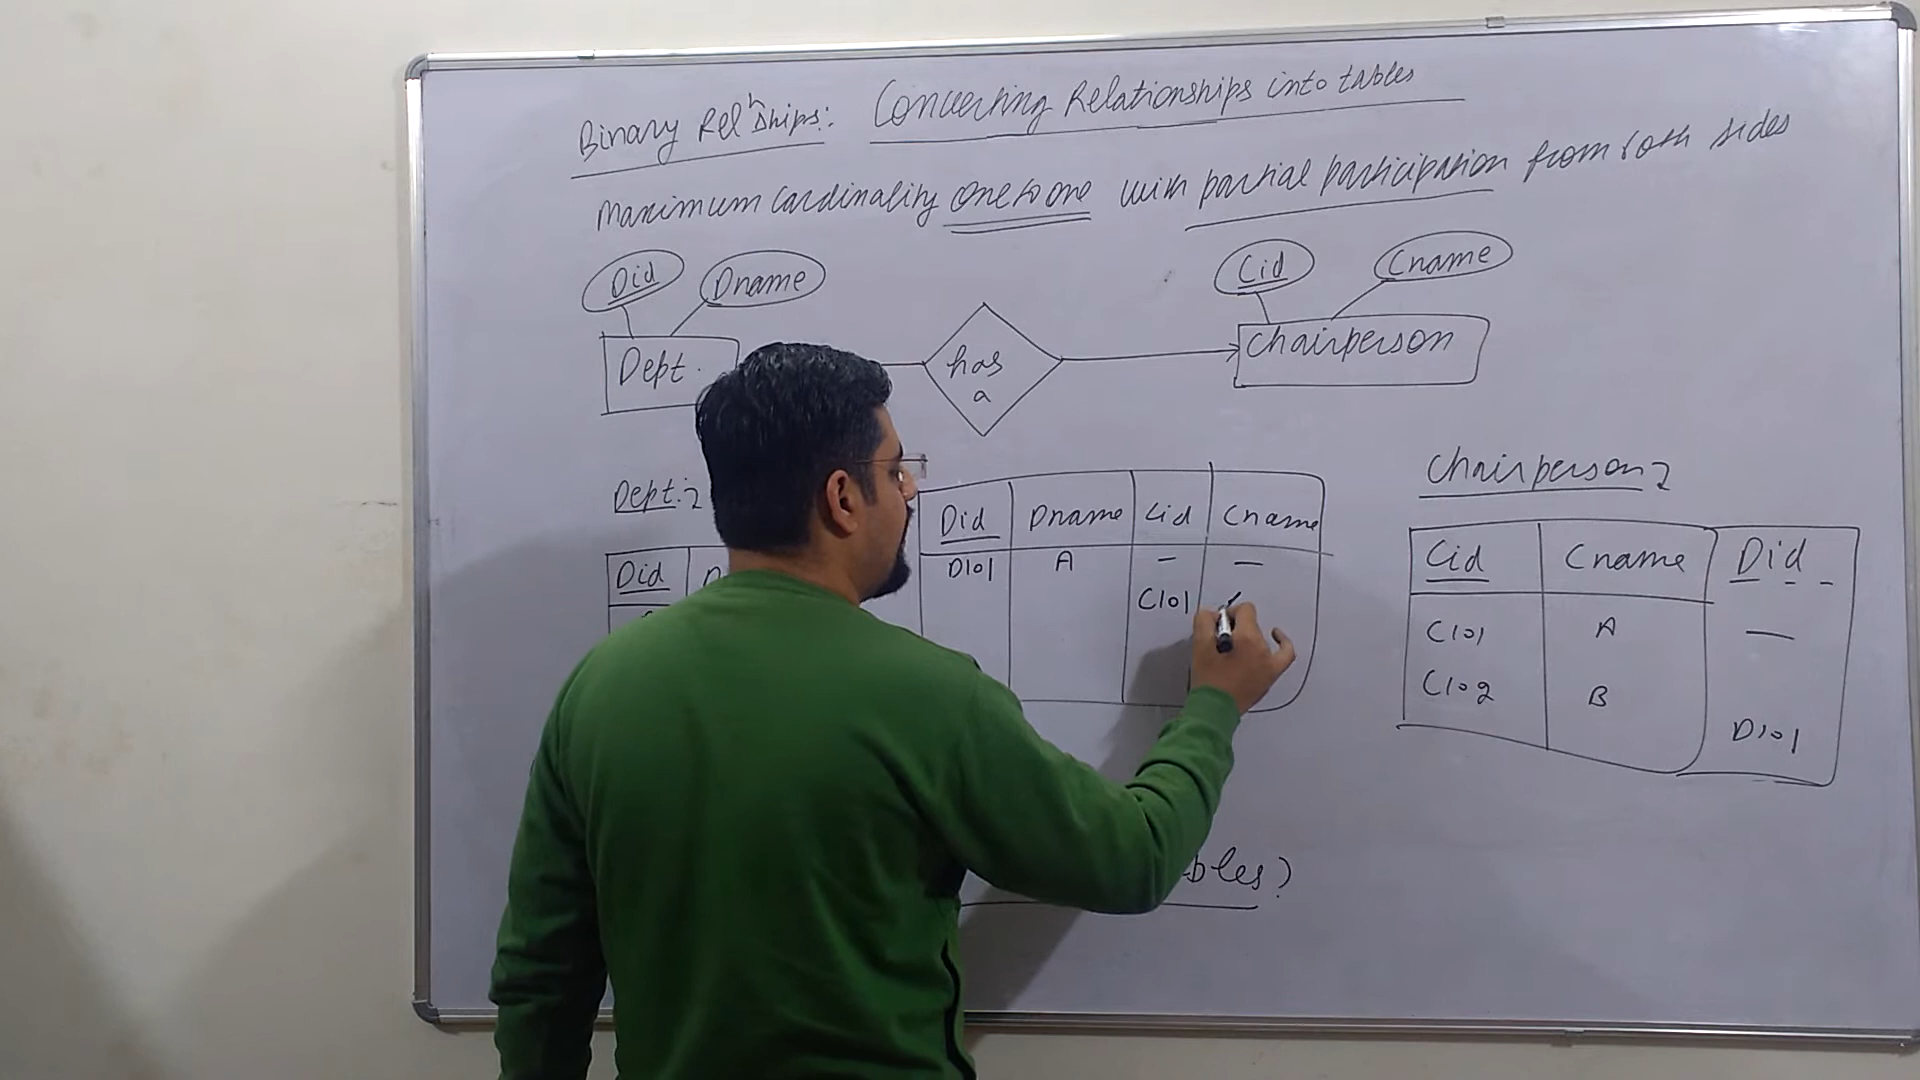 Binary Rel^nships: Converting Relationships into tables
Maximum Cardinality one to one with partial participation from both sides
Did Dname Cid Cname
Dept. has a Chairperson
Dept:-
Chairperson
Did Dname Cid Cname
D101 A - -
C101
Did D
Cid Cname Did
C101 A —
C102 B
D101
bles?